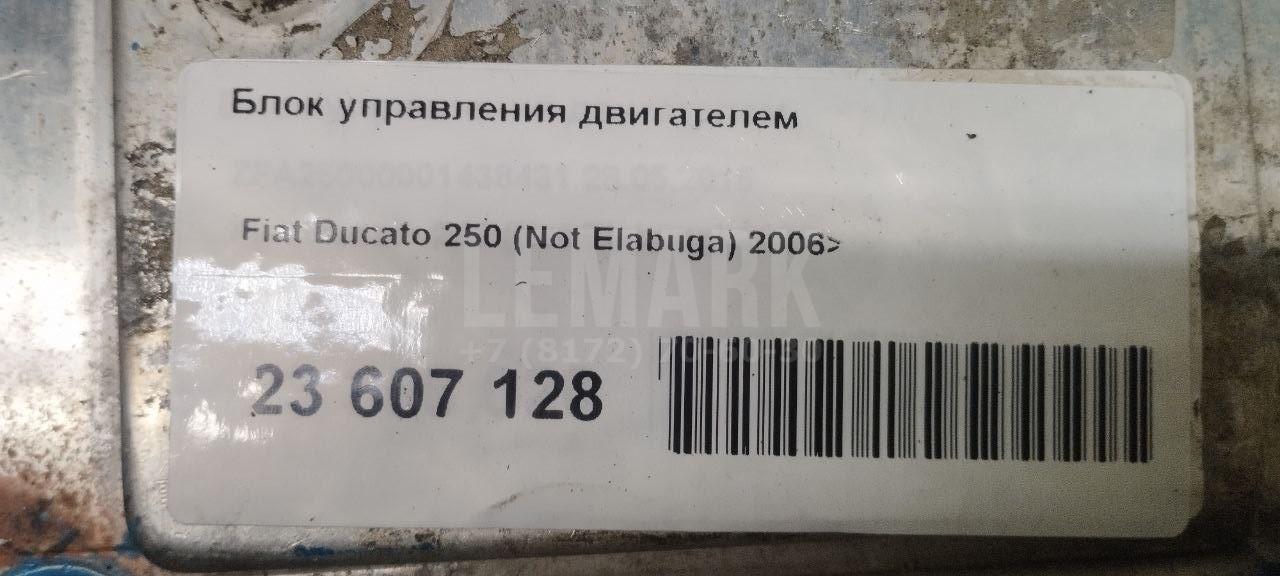 Блок управления двигателем
Fiat Ducato 250 (Not Elabuga) 2006>
LEMARK
23 607 128